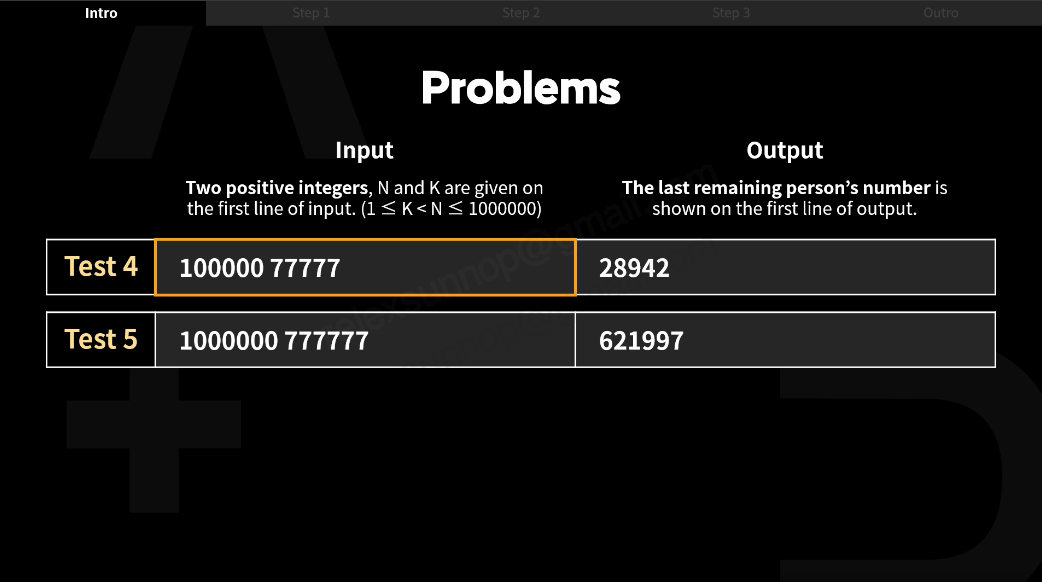 Intro
Step 1
Step 2
Step 3
Outro
Problems
Input
Output
Two positive integers, N and K are given on
the first line of input. (1 ≤ K < N ≤ 1000000)
The last remaining person's number is
shown on the first line of output.
Test 4
100000 77777
28942
Test 5
1000000 777777
621997